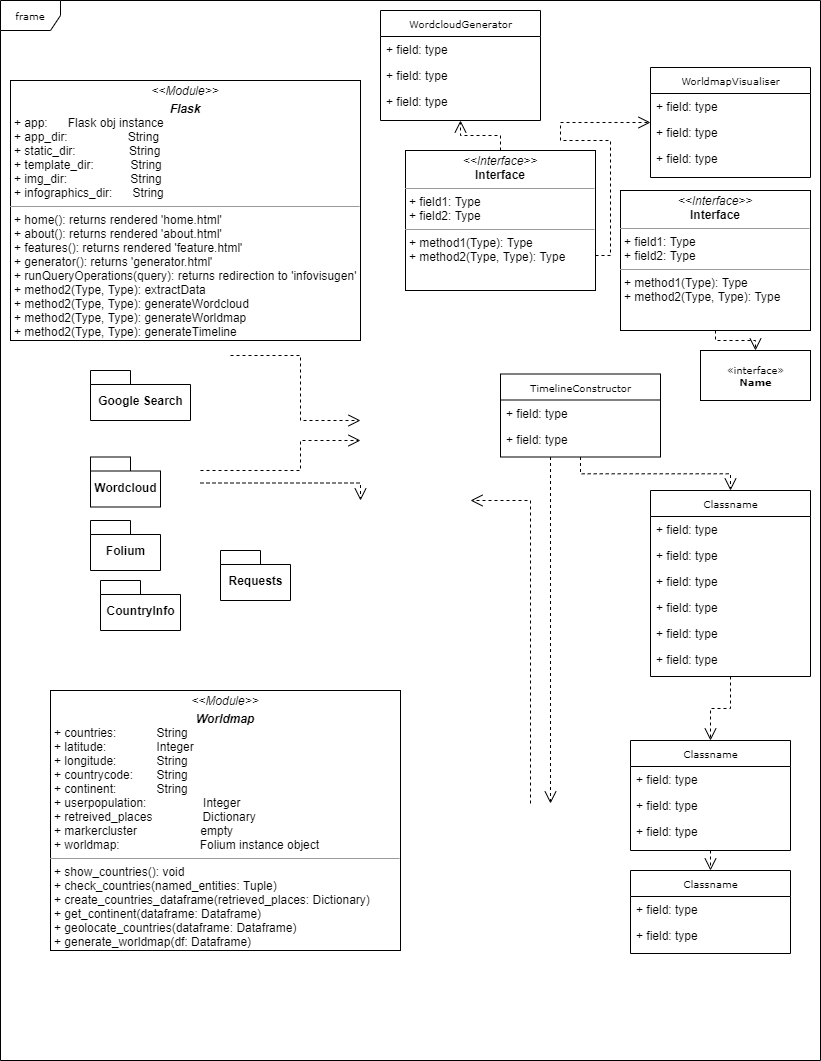 frame
WordcloudGenerator
+ field: type
+ field: type
+ field: type
WorldmapVisualiser
+ field: type
+ field: type
+ field: type
<<Module>>
Flask
+ app: Flask obj instance
+ app_dir: String
+ static_dir: String
+ template_dir: String
+ img_dir: String
+ infographics_dir: String
+ home(): returns rendered 'home.html'
+ about(): returns rendered 'about.html'
+ features(): returns rendered 'feature.html'
+ generator(): returns 'generator.html'
+ runQueryOperations(query): returns redirection to 'infovisugen'
+ method2(Type, Type): extractData
+ method2(Type, Type): generateWordcloud
+ method2(Type, Type): generateWorldmap
+ method2(Type, Type): generateTimeline
<<Interface>>
Interface
+ field1: Type
+ field2: Type
+ method1(Type): Type
+ method2(Type, Type): Type
<<Interface>>
Interface
+ field1: Type
+ field2: Type
+ method1(Type): Type
+ method2(Type, Type): Type
«interface»
Name
Google Search
TimelineConstructor
+ field: type
+ field: type
Wordcloud
Classname
+ field: type
+ field: type
+ field: type
+ field: type
+ field: type
+ field: type
Folium
Requests
CountryInfo
<<Module>>
Worldmap
+ countries: String
+ latitude: Integer
+ longitude: String
+ countrycode: String
+ continent: String
+ userpopulation: Integer
+ retreived_places Dictionary
+ markercluster empty
+ worldmap: Folium instance object
+ show_countries(): void
+ check_countries(named_entities: Tuple)
+ create_countries_dataframe(retrieved_places: Dictionary)
+ get_continent(dataframe: Dataframe)
+ geolocate_countries(dataframe: Dataframe)
+ generate_worldmap(df: Dataframe)
Classname
+ field: type
+ field: type
+ field: type
Classname
+ field: type
+ field: type